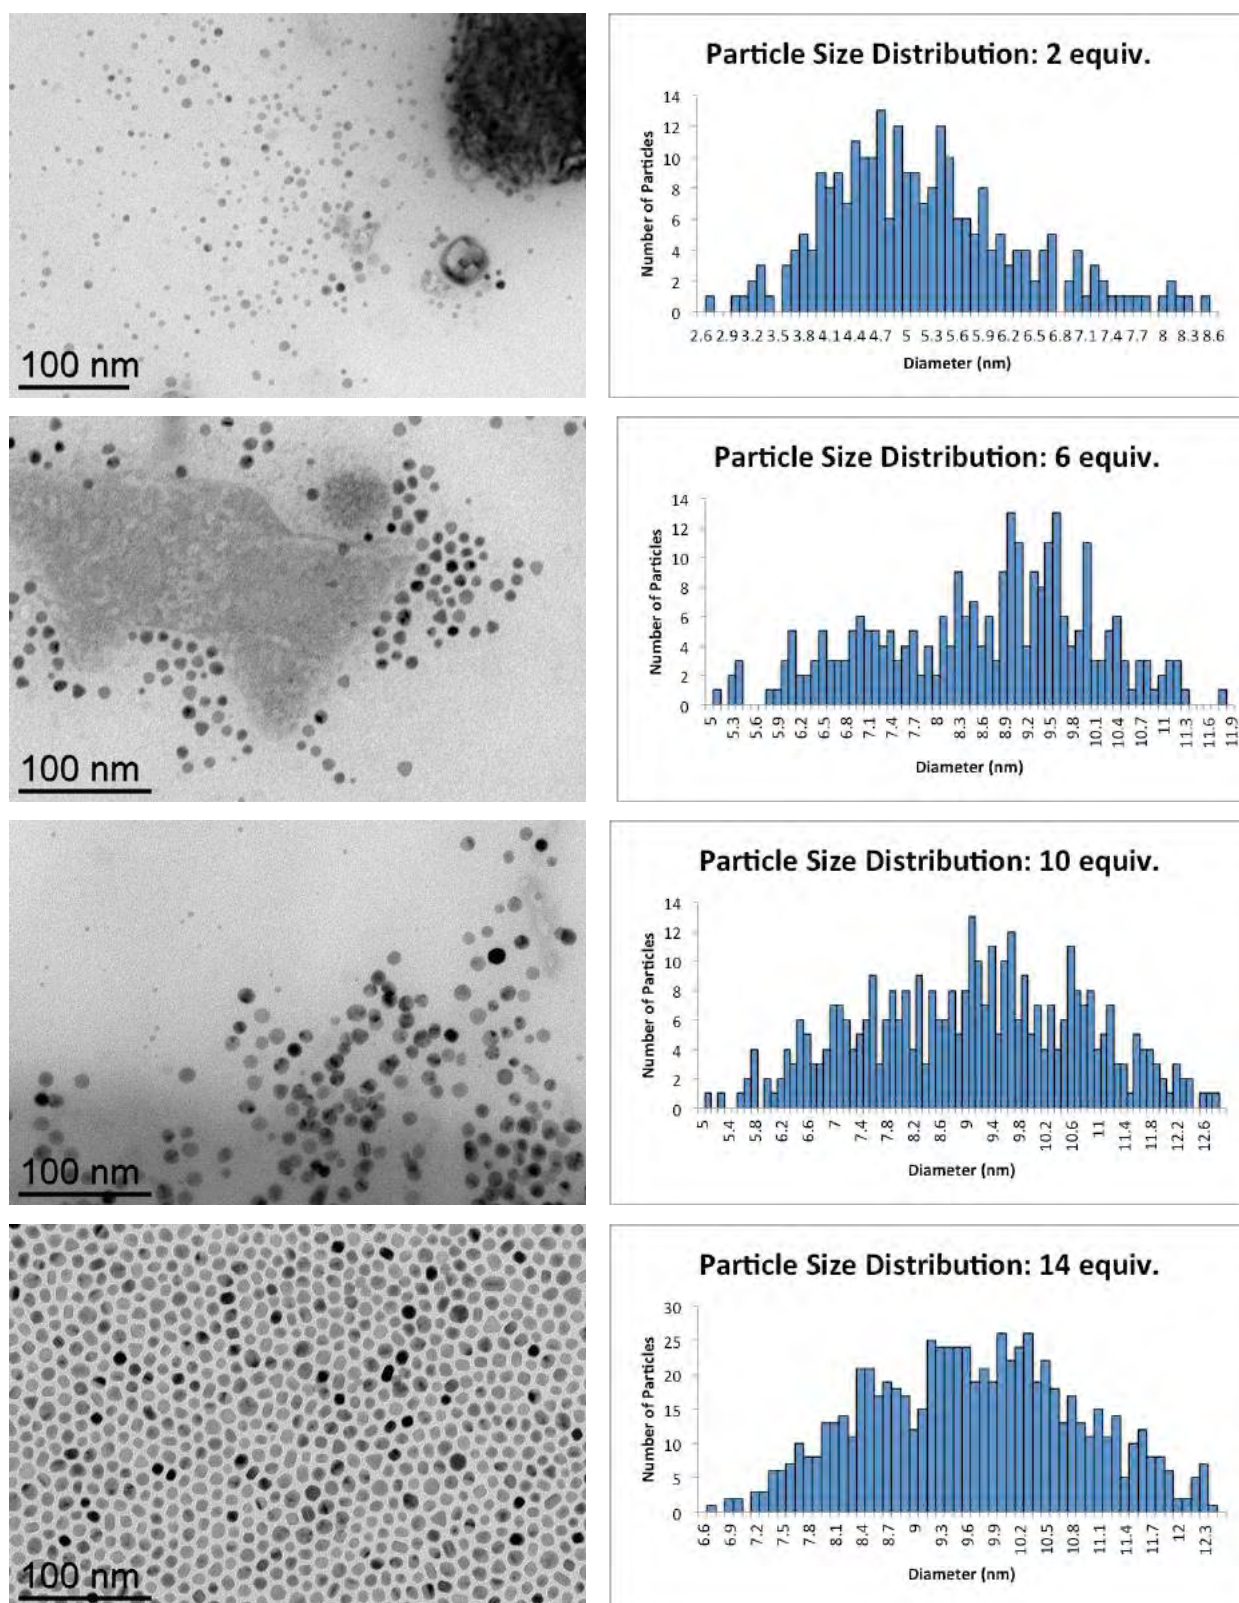 100 nm
Particle Size Distribution: 2 equiv.
Number of Particles
14
12
10
8
6
4
2
0
2.6 2.9 3.2 3.5 3.8 4.1 4.4 4.7 5 5.3 5.6 5.9 6.2 6.5 6.8 7.1 7.4 7.7 8 8.3 8.6
Diameter (nm)
100 nm
Particle Size Distribution: 6 equiv.
Number of Particles
14
12
10
8
6
4
2
0
5 5.3 5.6 5.9 6.2 6.5 6.8 7.1 7.4 7.7 8 8.3 8.6 8.9 9.2 9.5 9.8 10.1 10.4 10.7 11 11.3 11.6 11.9
Diameter (nm)
100 nm
Particle Size Distribution: 10 equiv.
Number of Particles
14
12
10
8
6
4
2
0
5 5.4 5.8 6.2 6.6 7 7.4 7.8 8.2 8.6 9 9.4 9.8 10.2 10.6 11 11.4 11.8 12.2 12.6
Diameter (nm)
100 nm
Particle Size Distribution: 14 equiv.
Number of Particles
30
25
20
15
10
5
0
6.6 6.9 7.2 7.5 7.8 8.1 8.4 8.7 9 9.3 9.6 9.9 10.2 10.5 10.8 11.1 11.4 11.7 12 12.3
Diameter (nm)